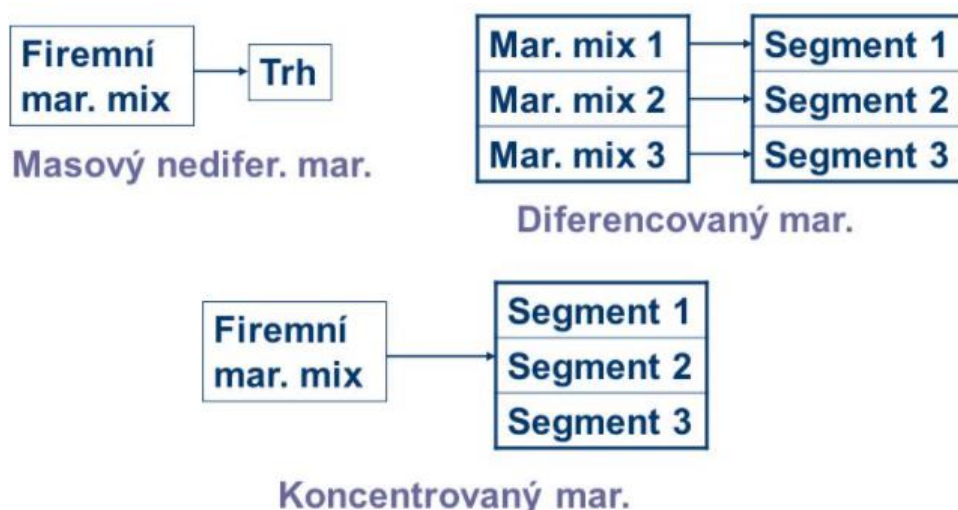 Firemní
mar. mix
Trh
Masový nedifer. mar.
Mar. mix 1
Mar. mix 2
Mar. mix 3
Segment 1
Segment 2
Segment 3
Diferencovaný mar.
Firemní
mar. mix
Segment 1
Segment 2
Segment 3
Koncentrovaný mar.